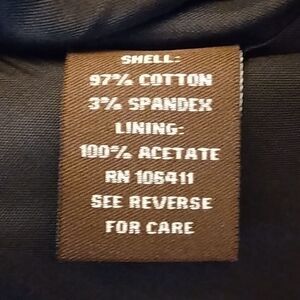 SHELL:
97% COTTON
3% SPANDEX
LINING:
100% ACETATE
RN 106411
SEE REVERSE
FOR CARE